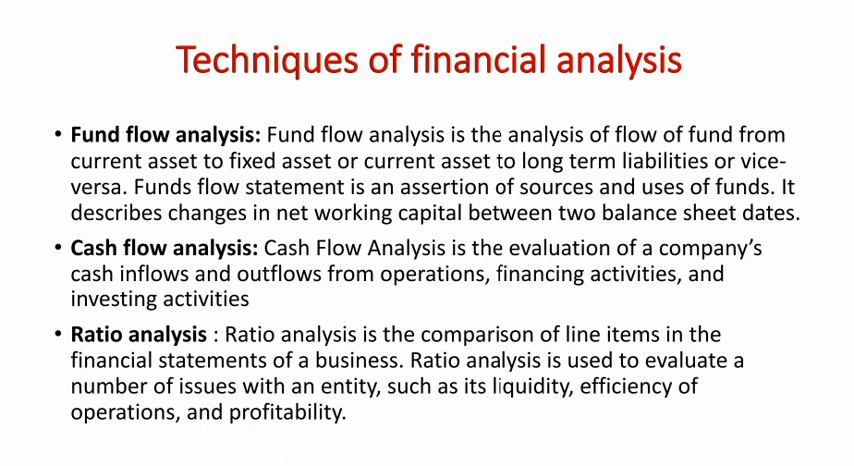 Techniques of financial analysis
• Fund flow analysis: Fund flow analysis is the analysis of flow of fund from
current asset to fixed asset or current asset to long term liabilities or vice-
versa. Funds flow statement is an assertion of sources and uses of funds. It
describes changes in net working capital between two balance sheet dates.
• Cash flow analysis: Cash Flow Analysis is the evaluation of a company’s
cash inflows and outflows from operations, financing activities, and
investing activities
• Ratio analysis : Ratio analysis is the comparison of line items in the
financial statements of a business. Ratio analysis is used to evaluate a
number of issues with an entity, such as its liquidity, efficiency of
operations, and profitability.